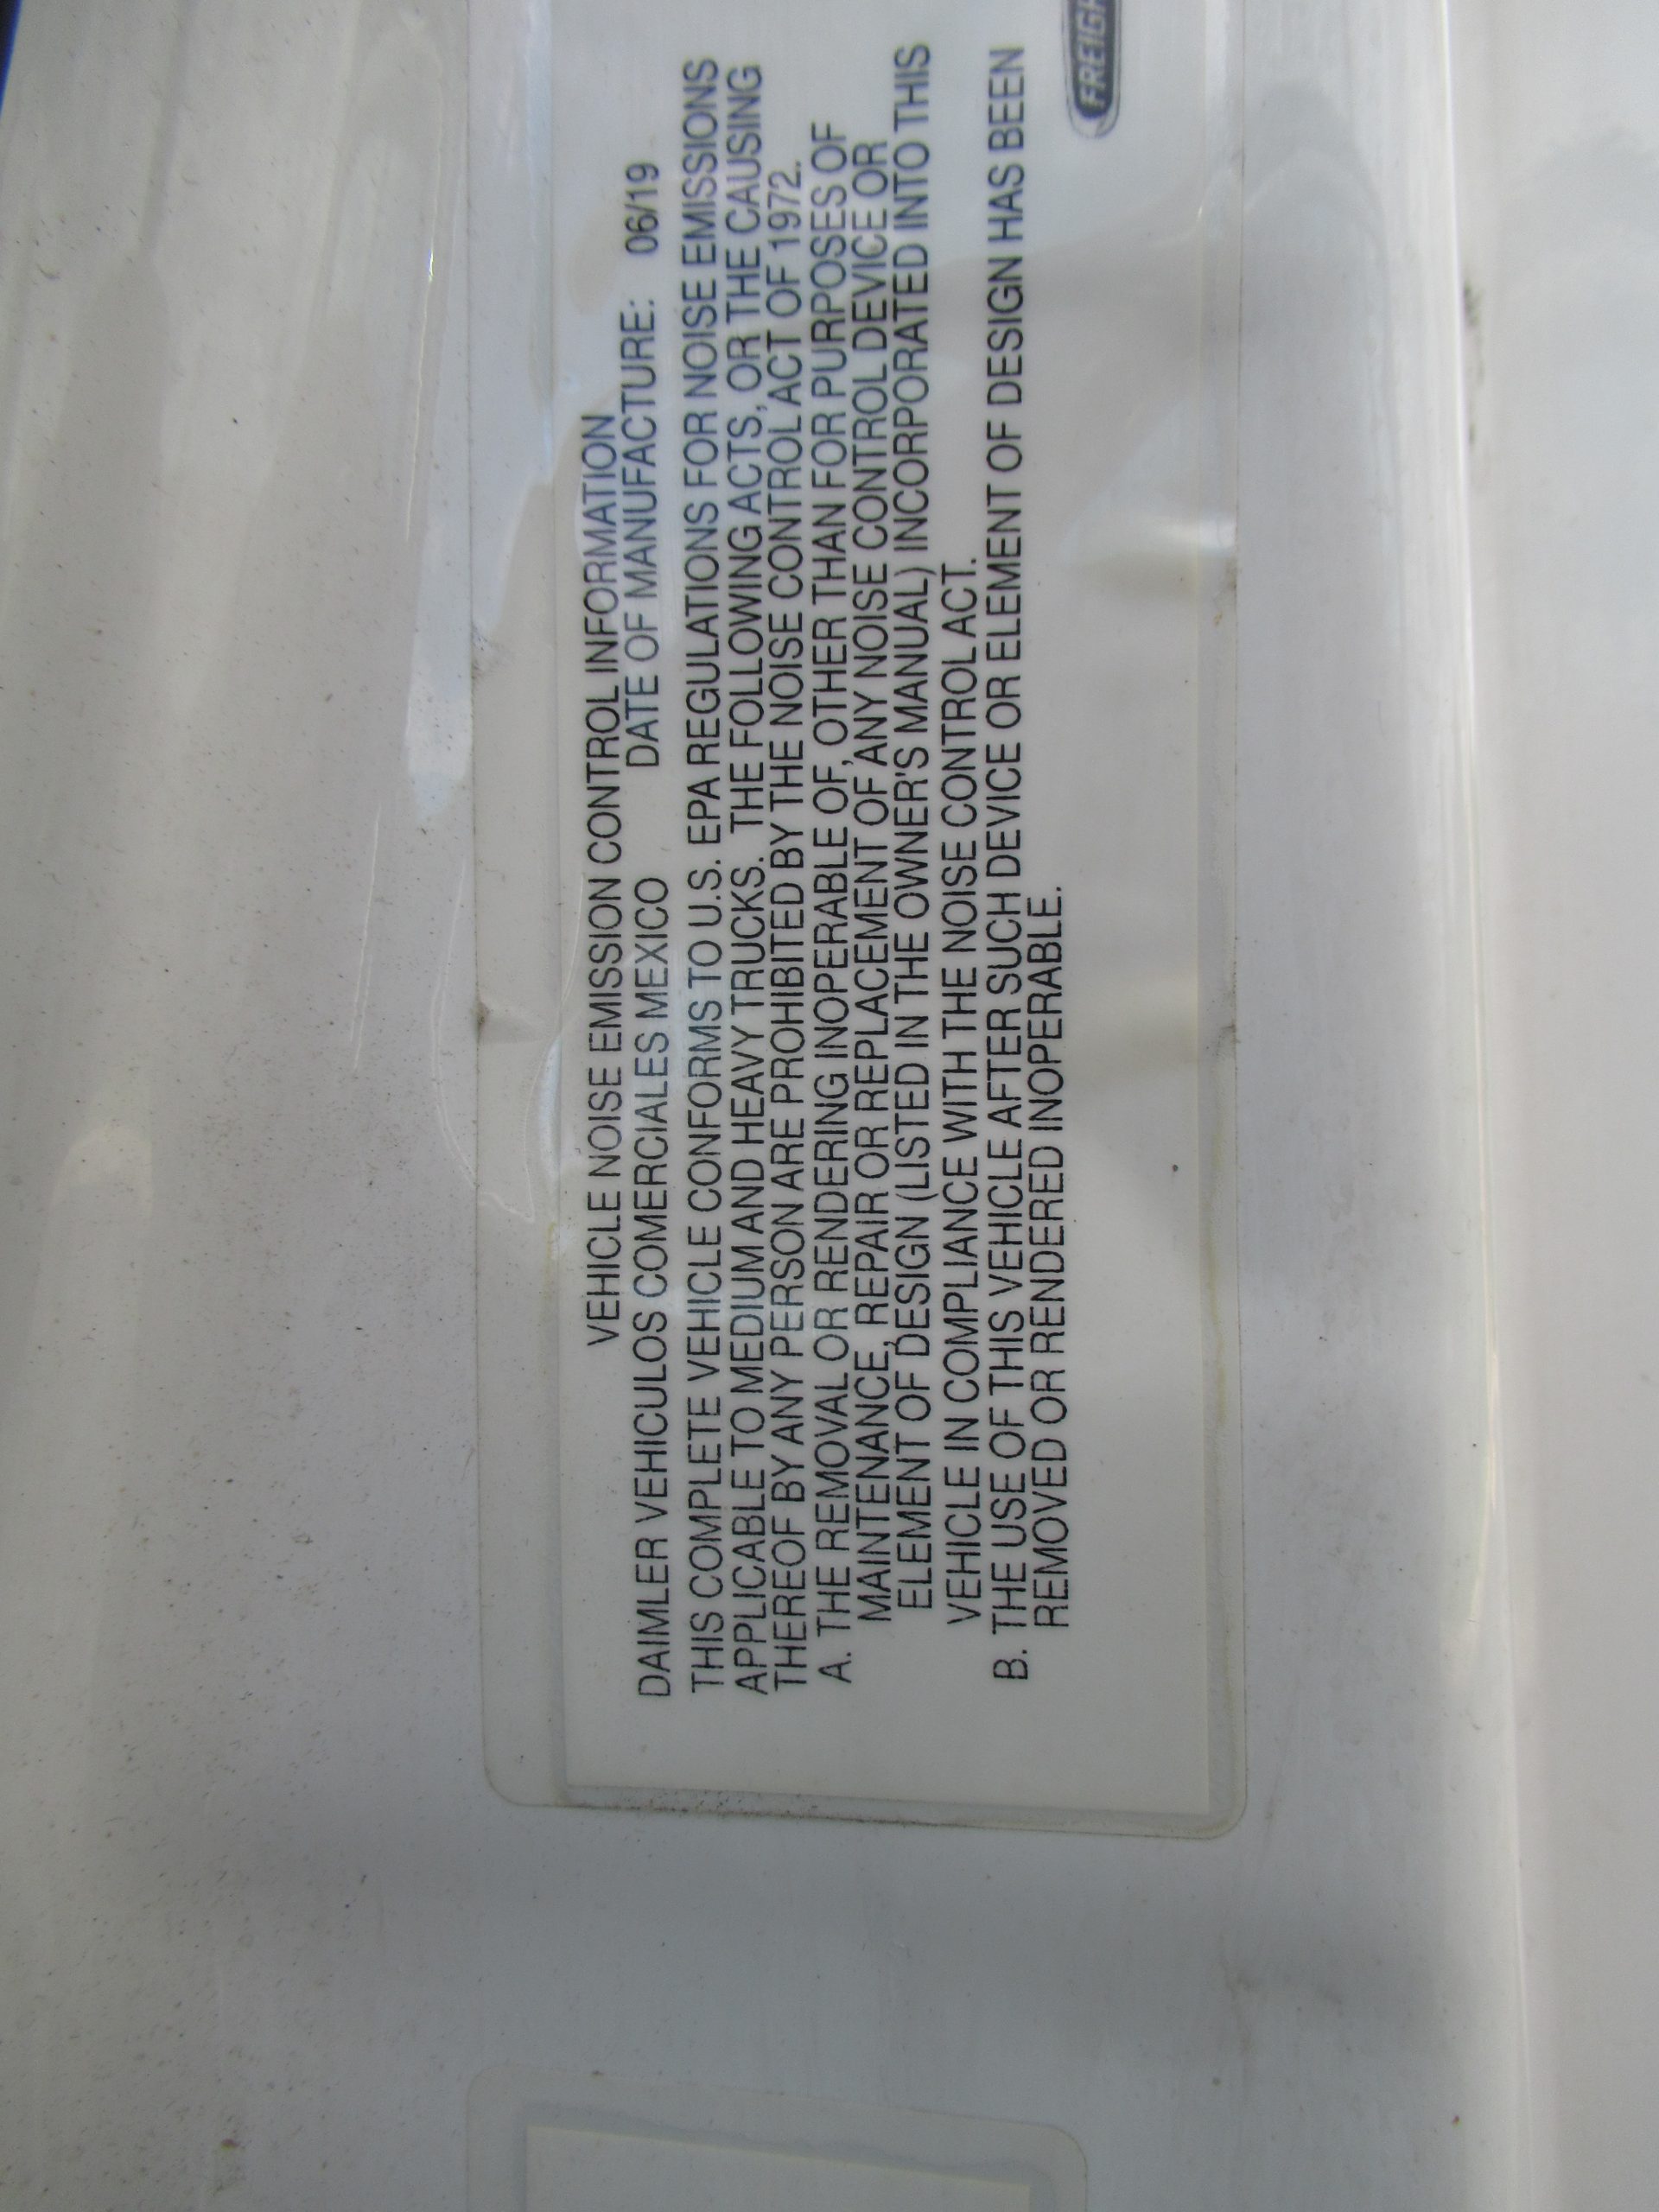 VEHICLE NOISE EMISSION CONTROL INFORMATION
DAIMLER VEHICULOS COMERCIALES MEXICO DATE OF MANUFACTURE: 06/19
THIS COMPLETE VEHICLE CONFORMS TO U.S. EPA REGULATIONS FOR NOISE EMISSIONS
APPLICABLE TO MEDIUM AND HEAVY TRUCKS. THE FOLLOWING ACTS, OR THE CAUSING
THEREOF BY ANY PERSON ARE PROHIBITED BY THE NOISE CONTROL ACT OF 1972.
A. THE REMOVAL OR RENDERING INOPERABLE OF, OTHER THAN FOR PURPOSES OF
MAINTENANCE, REPAIR OR REPLACEMENT OF ANY NOISE CONTROL DEVICE OR
ELEMENT OF DESIGN (LISTED IN THE OWNER'S MANUAL) INCORPORATED INTO THIS
VEHICLE IN COMPLIANCE WITH THE NOISE CONTROL ACT.
B. THE USE OF THIS VEHICLE AFTER SUCH DEVICE OR ELEMENT OF DESIGN HAS BEEN
REMOVED OR RENDERED INOPERABLE.